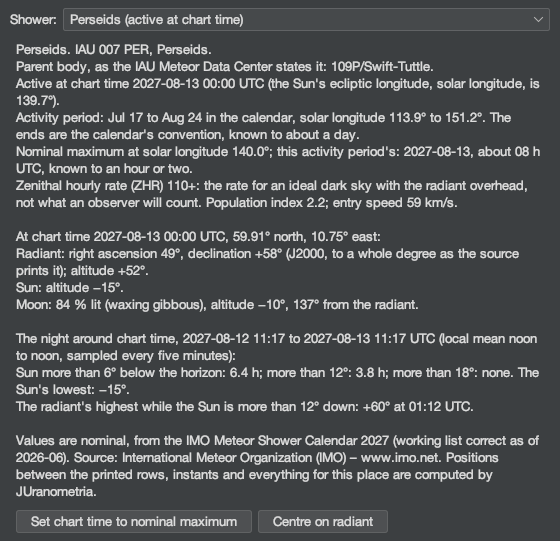 Shower: Perseids (active at chart time)
Perseids. IAU 007 PER, Perseids.
Parent body, as the IAU Meteor Data Center states it: 109P/Swift-Tuttle.
Active at chart time 2027-08-13 00:00 UTC (the Sun's ecliptic longitude, solar longitude, is
139.7°).
Activity period: Jul 17 to Aug 24 in the calendar, solar longitude 113.9° to 151.2°. The
ends are the calendar's convention, known to about a day.
Nominal maximum at solar longitude 140.0°; this activity period's: 2027-08-13, about 08 h
UTC, known to an hour or two.
Zenithal hourly rate (ZHR) 110+: the rate for an ideal dark sky with the radiant overhead,
not what an observer will count. Population index 2.2; entry speed 59 km/s.
At chart time 2027-08-13 00:00 UTC, 59.91° north, 10.75° east:
Radiant: right ascension 49°, declination +58° (J2000, to a whole degree as the source
prints it); altitude +52°.
Sun: altitude −15°.
Moon: 84 % lit (waxing gibbous), altitude −10°, 137° from the radiant.
The night around chart time, 2027-08-12 11:17 to 2027-08-13 11:17 UTC (local mean noon
to noon, sampled every five minutes):
Sun more than 6° below the horizon: 6.4 h; more than 12°: 3.8 h; more than 18°: none. The
Sun's lowest: −15°.
The radiant's highest while the Sun is more than 12° down: +60° at 01:12 UTC.
Values are nominal, from the IMO Meteor Shower Calendar 2027 (working list correct as of
2026-06). Source: International Meteor Organization (IMO) – www.imo.net. Positions
between the printed rows, instants and everything for this place are computed by
JUranometria.
Set chart time to nominal maximum Centre on radiant